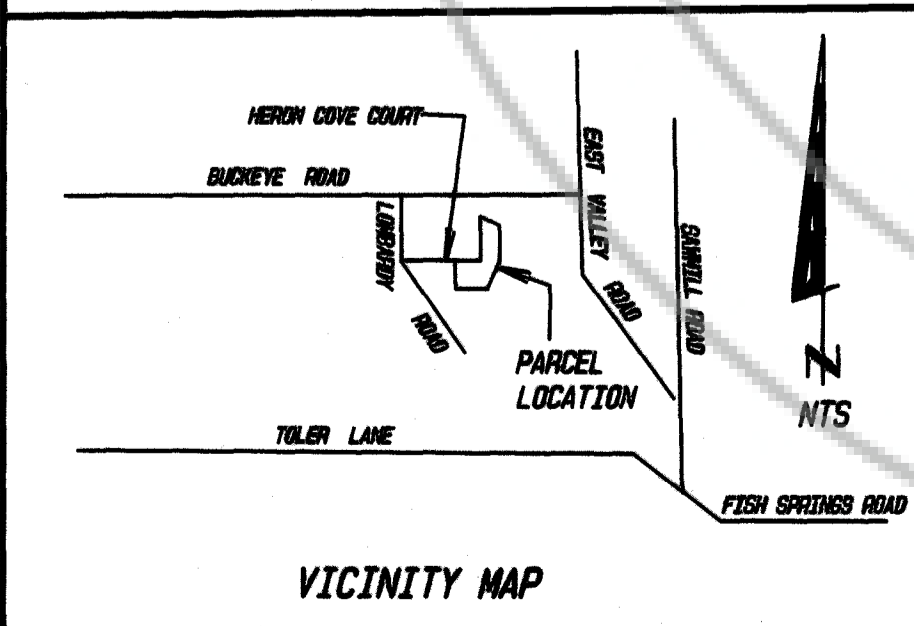 HERON COVE COURT
BUCKEYE ROAD
LOMBARDY
ROAD
EAST VALLEY
ROAD
SAWMILL ROAD
PARCEL
LOCATION
N
NTS
TOLER LANE
FISH SPRINGS ROAD
VICINITY MAP